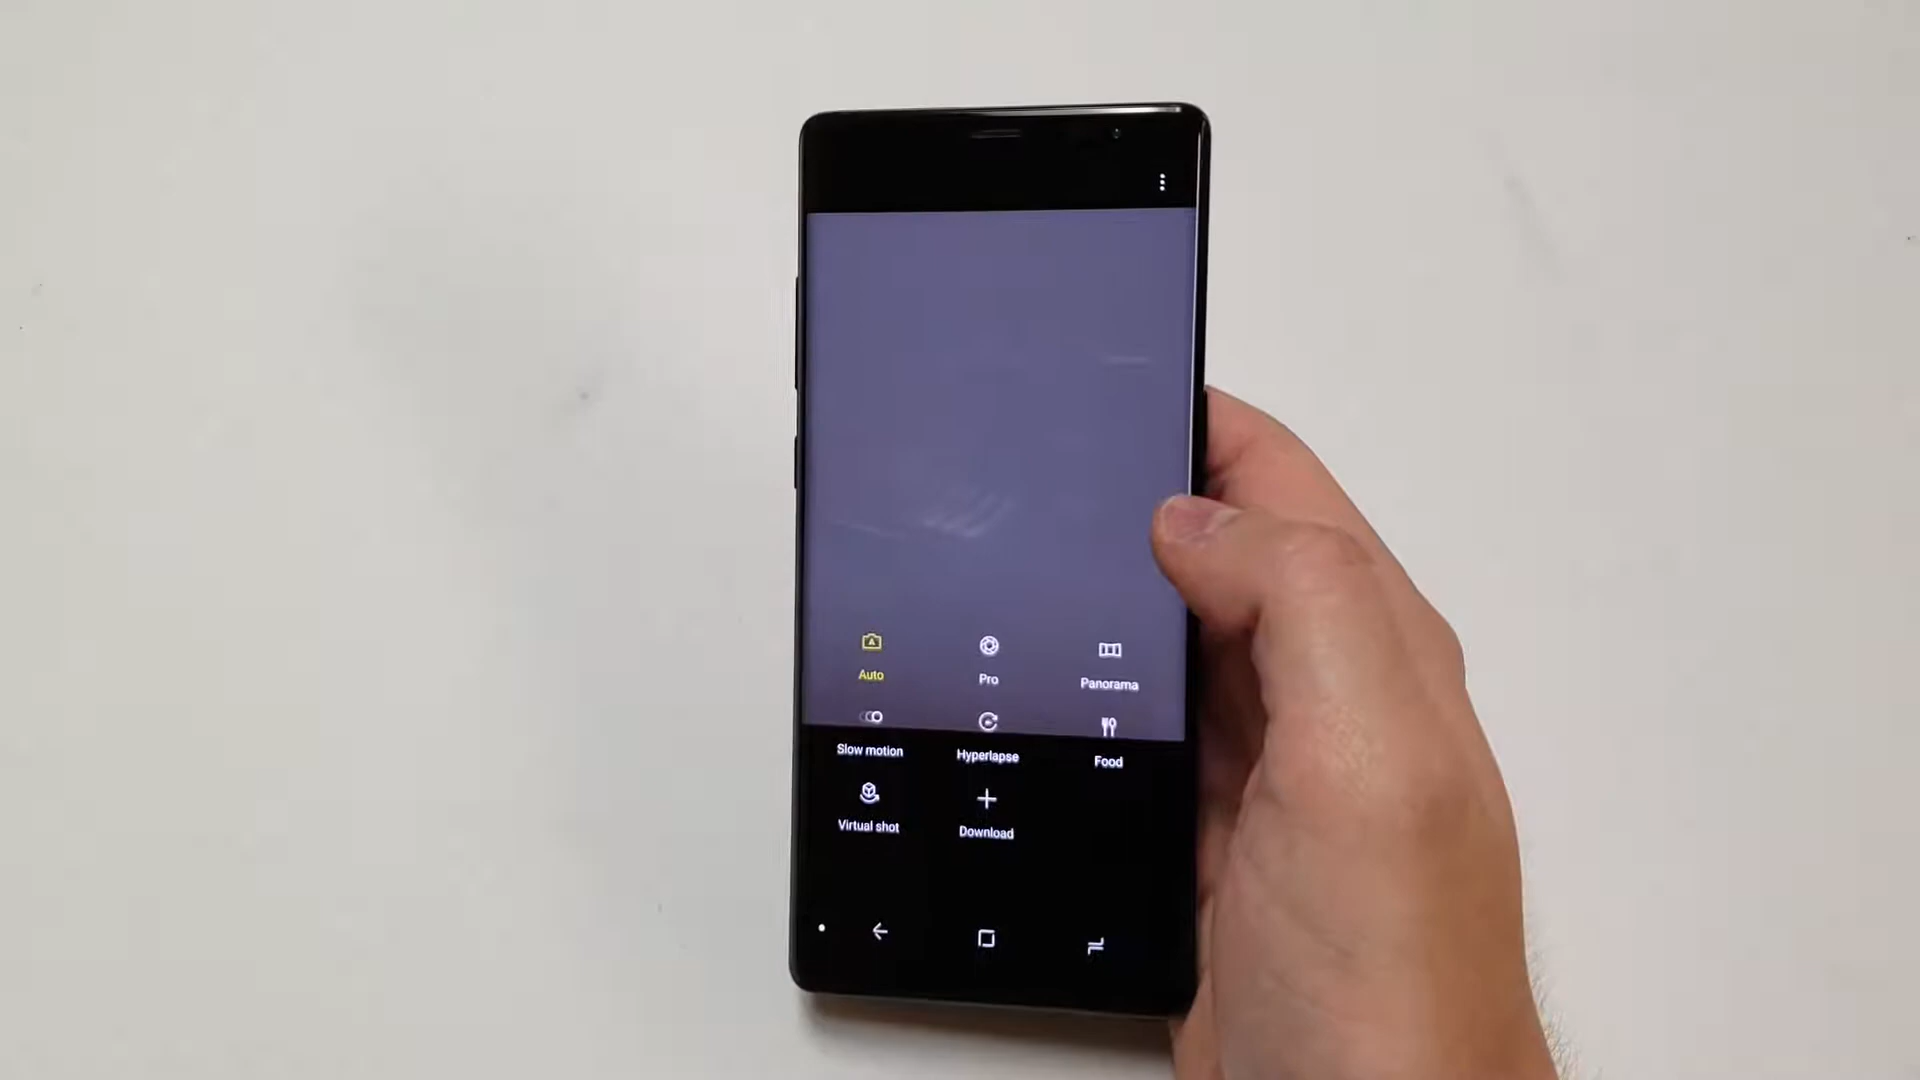 Auto
Pro
Panorama
Slow motion
Hyperlapse
Food
Virtual shot
Download